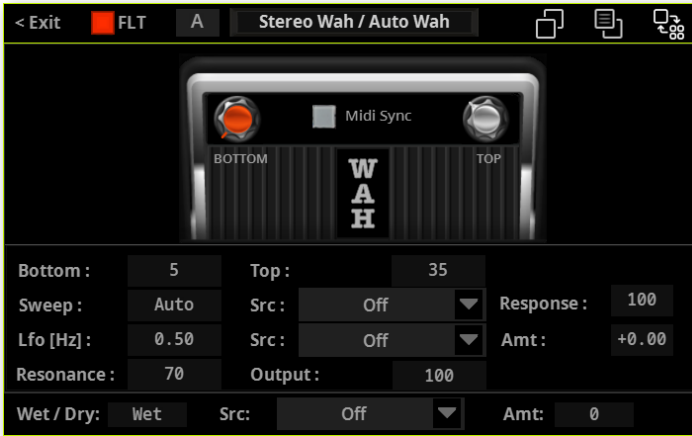 < Exit FLT A Stereo Wah / Auto Wah
Midi Sync
BOTTOM TOP
WAH
Bottom : 5 Top : 35
Sweep : Auto Src : Off Response : 100
Lfo [Hz] : 0.50 Src : Off Amt : +0.00
Resonance : 70 Output : 100
Wet / Dry: Wet Src: Off Amt: 0